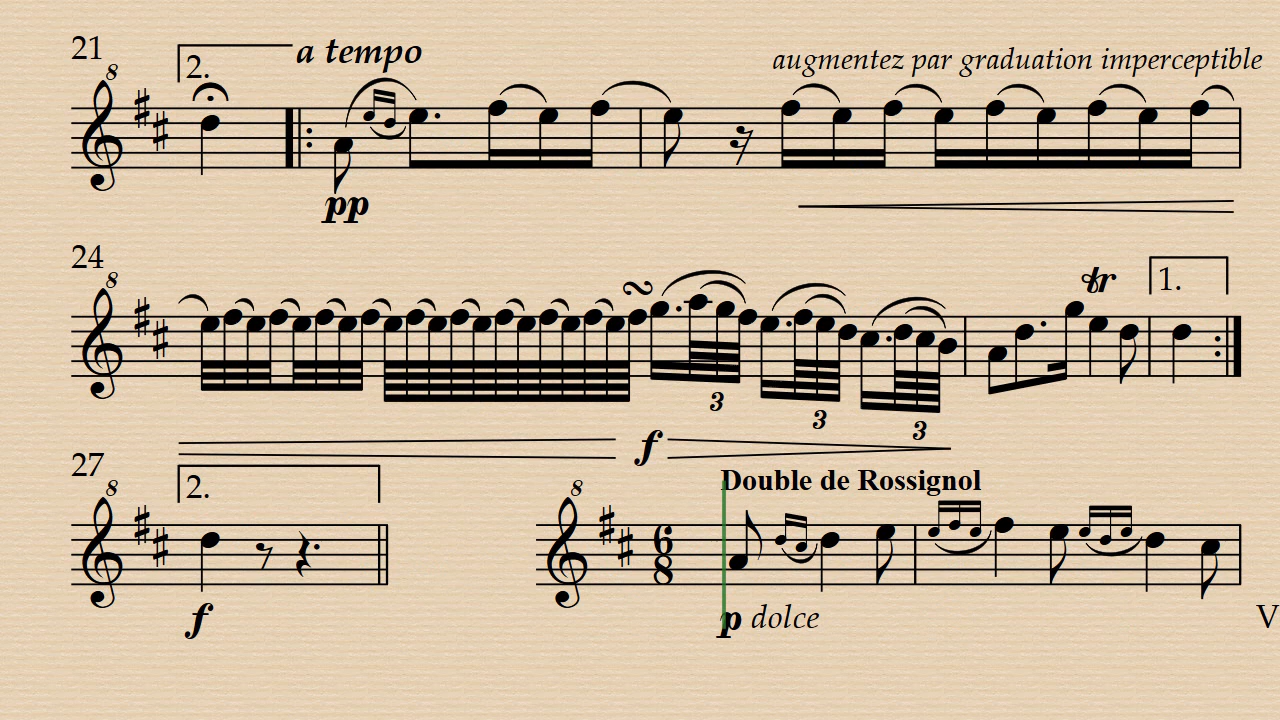 21
2.
a tempo
augmentez par graduation imperceptible
8
pp
24
8
tr
1.
3
3
3
f
27
2.
8
f
Double de Rossignol
8
6
8
p dolce
V